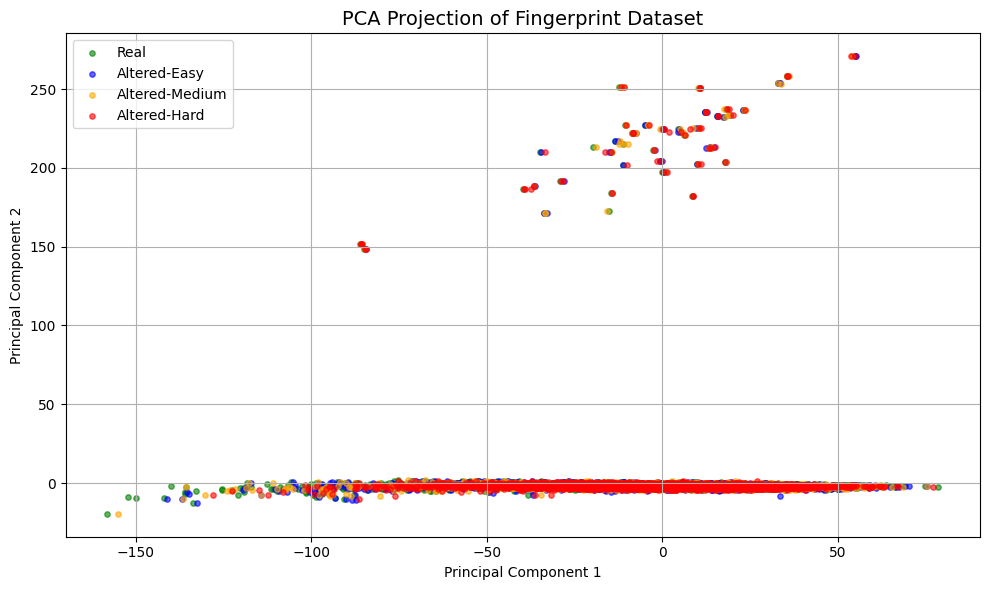 PCA Projection of Fingerprint Dataset
Real
Altered-Easy
Altered-Medium
Altered-Hard
Principal Component 2
250
200
150
100
50
0
−150
−100
−50
0
50
Principal Component 1